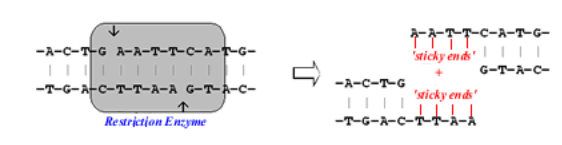 A-A-T-T-C-A-T-G-
-A-C-T-G A-A-T-T-C-A-T-G-
'sticky ends'
G-T-A-C-
+
-A-C-T-G
'sticky ends'
-T-G-A-C-T-T-A-A-G-T-A-C-
-T-G-A-C-T-T-A-A
Restriction Enzyme